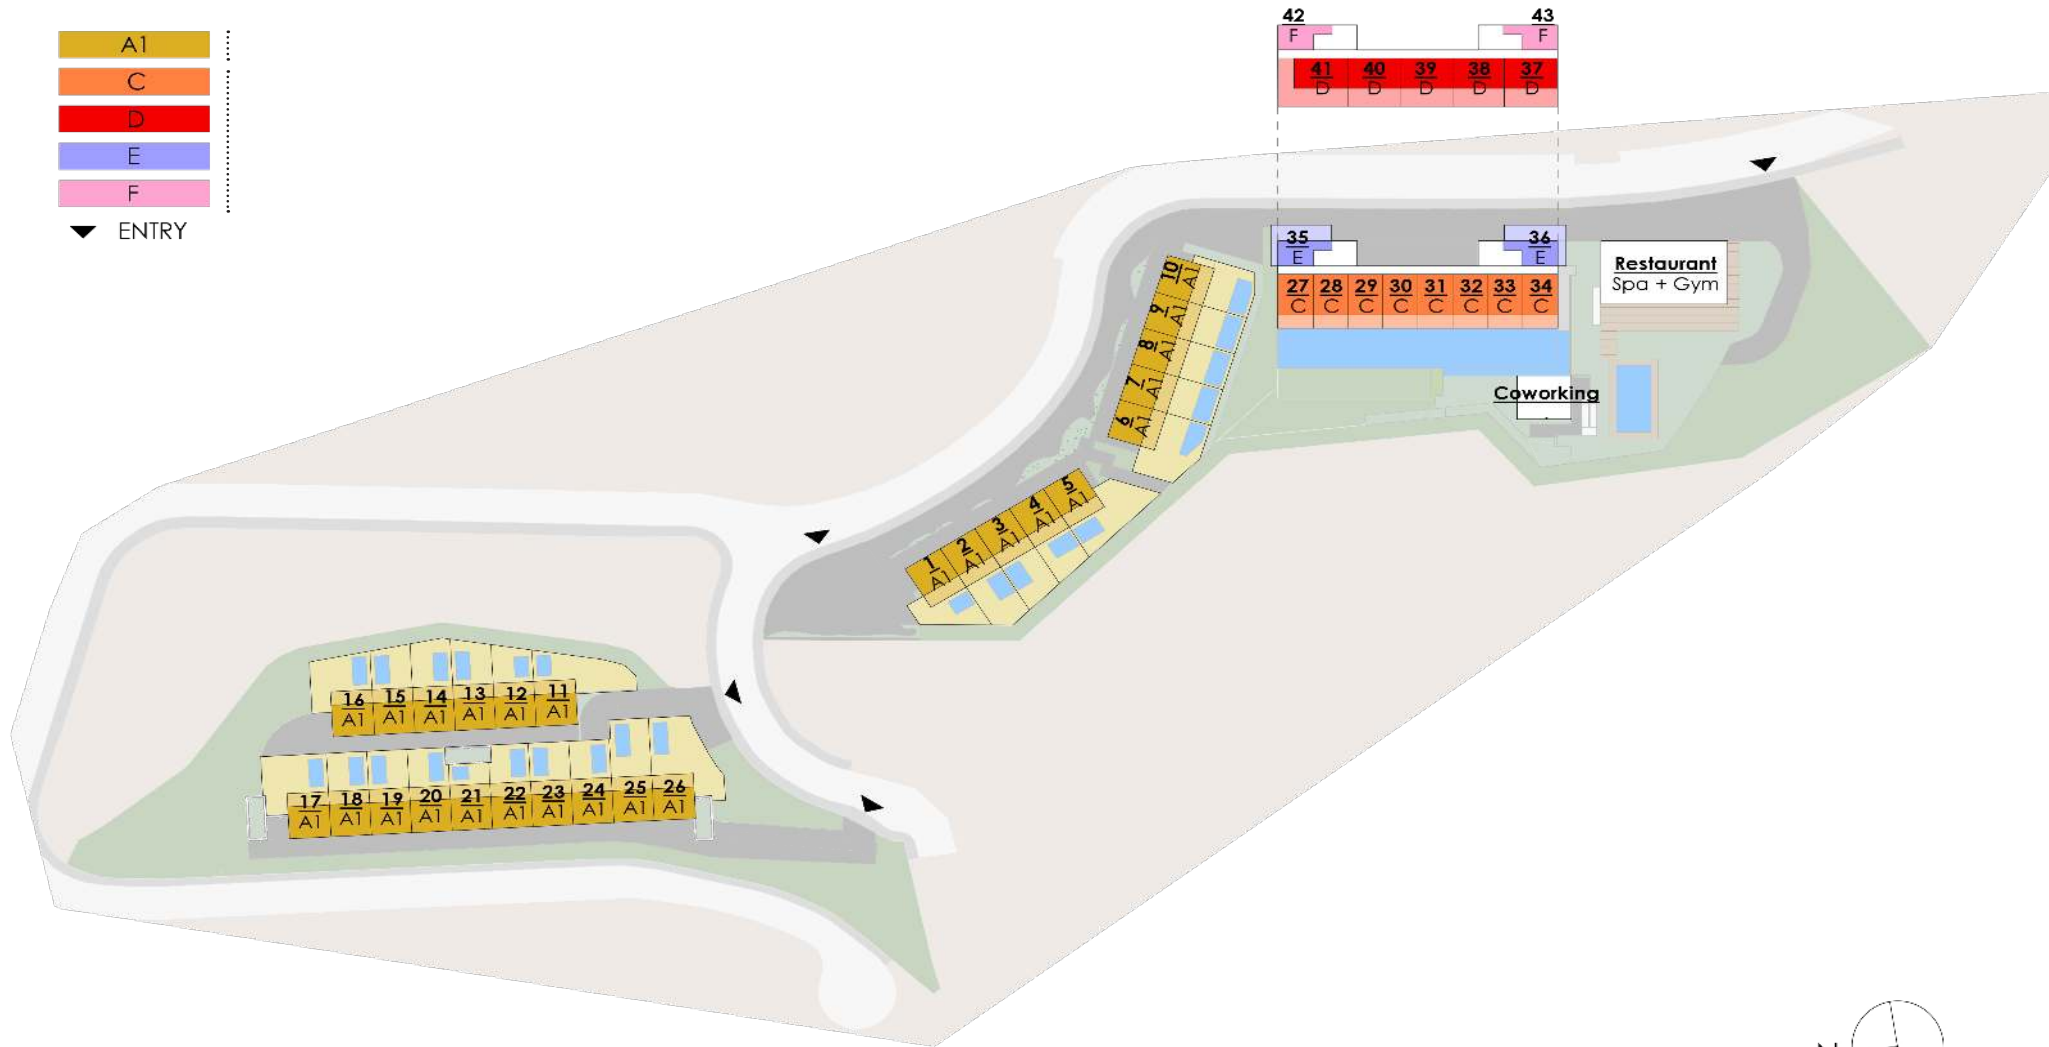 A1
C
D
E
F
ENTRY
42
F
43
F
41 40 39 38 37
D D D D D
35
E
36
E
27 28 29 30 31 32 33 34
C C C C C C C C
Restaurant
Spa + Gym
Coworking
10
A1
9
A1
8
A1
7
A1
6
A1
5
A1
4
A1
3
A1
2
A1
1
A1
16 15 14 13 12 11
A1 A1 A1 A1 A1 A1
17 18 19 20 21 22 23 24 25 26
A1 A1 A1 A1 A1 A1 A1 A1 A1 A1